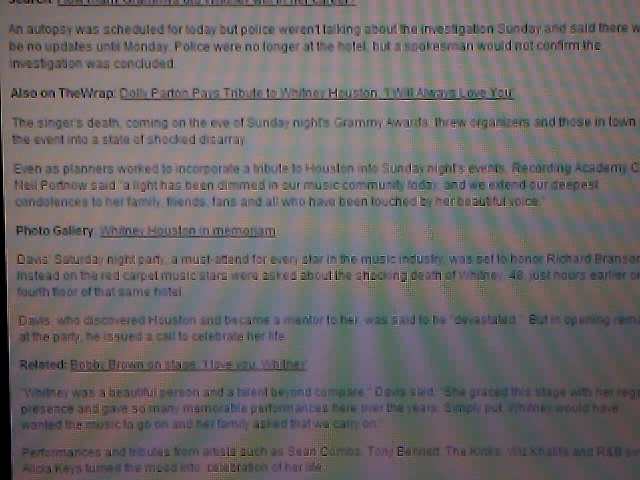 Search: How many Grammys did Whitney win in her career?
An autopsy was scheduled for today but police weren't talking about the investigation Sunday and said there w
be no updates until Monday. Police were no longer at the hotel, but a spokesman would not confirm the
investigation was concluded.
Also on TheWrap: Dolly Parton Pays Tribute to Whitney Houston: 'I Will Always Love You'
The singer's death, coming on the eve of Sunday night's Grammy Awards, threw organizers and those in town
the event into a state of shocked disarray.
Even as planners worked to incorporate a tribute to Houston into Sunday night's events, Recording Academy C
Neil Portnow said "a light has been dimmed in our music community today, and we extend our deepest
condolences to her family, friends, fans and all who have been touched by her beautiful voice."
Photo Gallery: Whitney Houston in memoriam
Davis' Saturday night party, a must-attend for every star in the music industry, was set to honor Richard Branson
Instead on the red carpet music stars were asked about the shocking death of Whitney, 48, just hours earlier o
fourth floor of that same hotel.
Davis, who discovered Houston and became a mentor to her, was said to be "devastated." But in opening rema
at the party, he issued a call to celebrate her life.
Related: Bobby Brown on stage: 'I love you, Whitney'
"Whitney was a beautiful person and a talent beyond compare," Davis said. "She graced this stage with her rega
presence and gave so many memorable performances here over the years. Simply put, Whitney would have
wanted the music to go on and her family asked that we carry on."
Performances and tributes from artists such as Sean Combs, Tony Bennett, The Kinks, Wiz Khalifa and R&B
Alicia Keys turned the mood into celebration of her life.